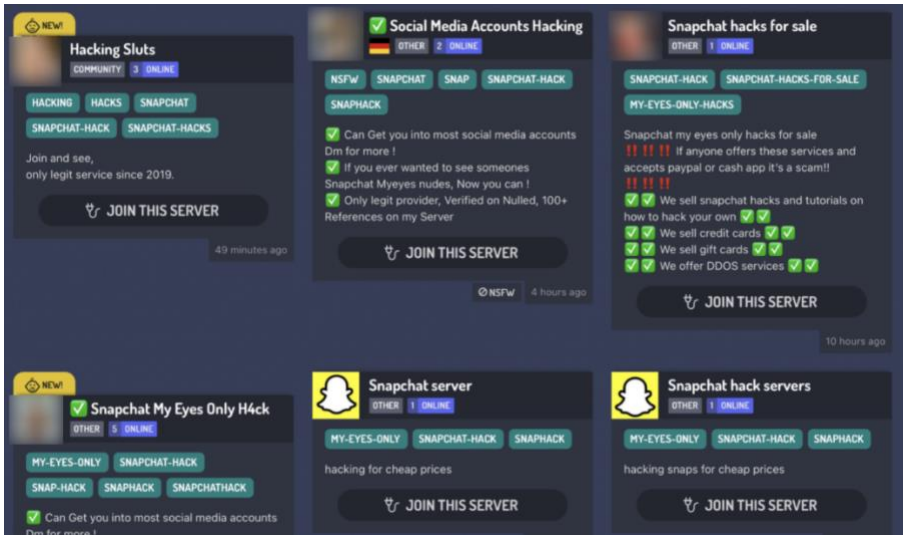 NEW!
Hacking Sluts
COMMUNITY 3 ONLINE
HACKING HACKS SNAPCHAT
SNAPCHAT-HACK SNAPCHAT-HACKS
Join and see,
only legit service since 2019.
JOIN THIS SERVER
49 minutes ago
✅ Social Media Accounts Hacking
OTHER 2 ONLINE
NSFW SNAPCHAT SNAP SNAPCHAT-HACK
SNAPHACK
✅ Can Get you into most social media accounts
Dm for more !
✅ If you ever wanted to see someones
Snapchat Myeyes nudes, Now you can !
✅ Only legit provider, Verified on Nulled, 100+
References on my Server
JOIN THIS SERVER
NSFW 4 hours ago
Snapchat hacks for sale
OTHER 1 ONLINE
SNAPCHAT-HACK SNAPCHAT-HACKS-FOR-SALE
MY-EYES-ONLY-HACKS
Snapchat my eyes only hacks for sale
‼️ ‼️ ‼️ If anyone offers these services and
accepts paypal or cash app it's a scam!!
‼️ ‼️ ‼️
✅ ✅ We sell snapchat hacks and tutorials on
how to hack your own ✅ ✅
✅ ✅ We sell credit cards ✅ ✅
✅ ✅ We sell gift cards ✅ ✅
✅ ✅ We offer DDOS services ✅ ✅
JOIN THIS SERVER
10 hours ago
NEW!
✅ Snapchat My Eyes Only H4ck
OTHER 5 ONLINE
MY-EYES-ONLY SNAPCHAT-HACK
SNAP-HACK SNAPHACK SNAPCHATHACK
✅ Can Get you into most social media accounts
Dm for more !
Snapchat server
OTHER 1 ONLINE
MY-EYES-ONLY SNAPCHAT-HACK SNAPHACK
hacking for cheap prices
JOIN THIS SERVER
Snapchat hack servers
OTHER 1 ONLINE
MY-EYES-ONLY SNAPCHAT-HACK SNAPHACK
hacking snaps for cheap prices
JOIN THIS SERVER